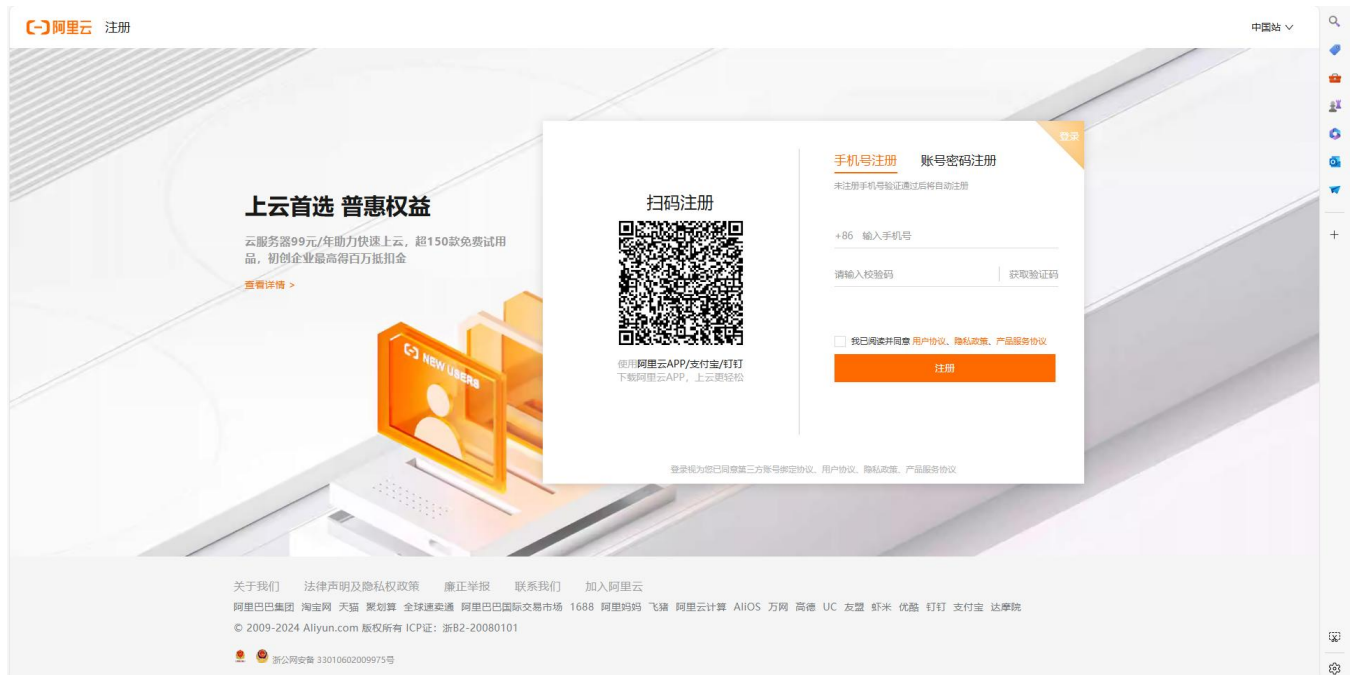 阿里云 注册
中国站
登录
上云首选 普惠权益
云服务器99元/年助力快速上云，超150款免费试用
品，初创企业最高得百万抵扣金
查看详情 >
NEW USERS
扫码注册
使用阿里云APP/支付宝/钉钉
下载阿里云APP，上云更轻松
手机号注册 账号密码注册
未注册手机号验证通过后将自动注册
+86 输入手机号
请输入校验码 获取验证码
我已阅读并同意 用户协议、隐私政策、产品服务协议
注册
登录视为您已同意第三方账号绑定协议、用户协议、隐私政策、产品服务协议
关于我们 法律声明及隐私权政策 廉正举报 联系我们 加入阿里云
阿里巴巴集团 淘宝网 天猫 聚划算 全球速卖通 阿里巴巴国际交易市场 1688 阿里妈妈 飞猪 阿里云计算 AliOS 万网 高德 UC 友盟 虾米 优酷 钉钉 支付宝 达摩院
© 2009-2024 Aliyun.com 版权所有 ICP证：浙B2-20080101
浙公网安备 33010602009975号